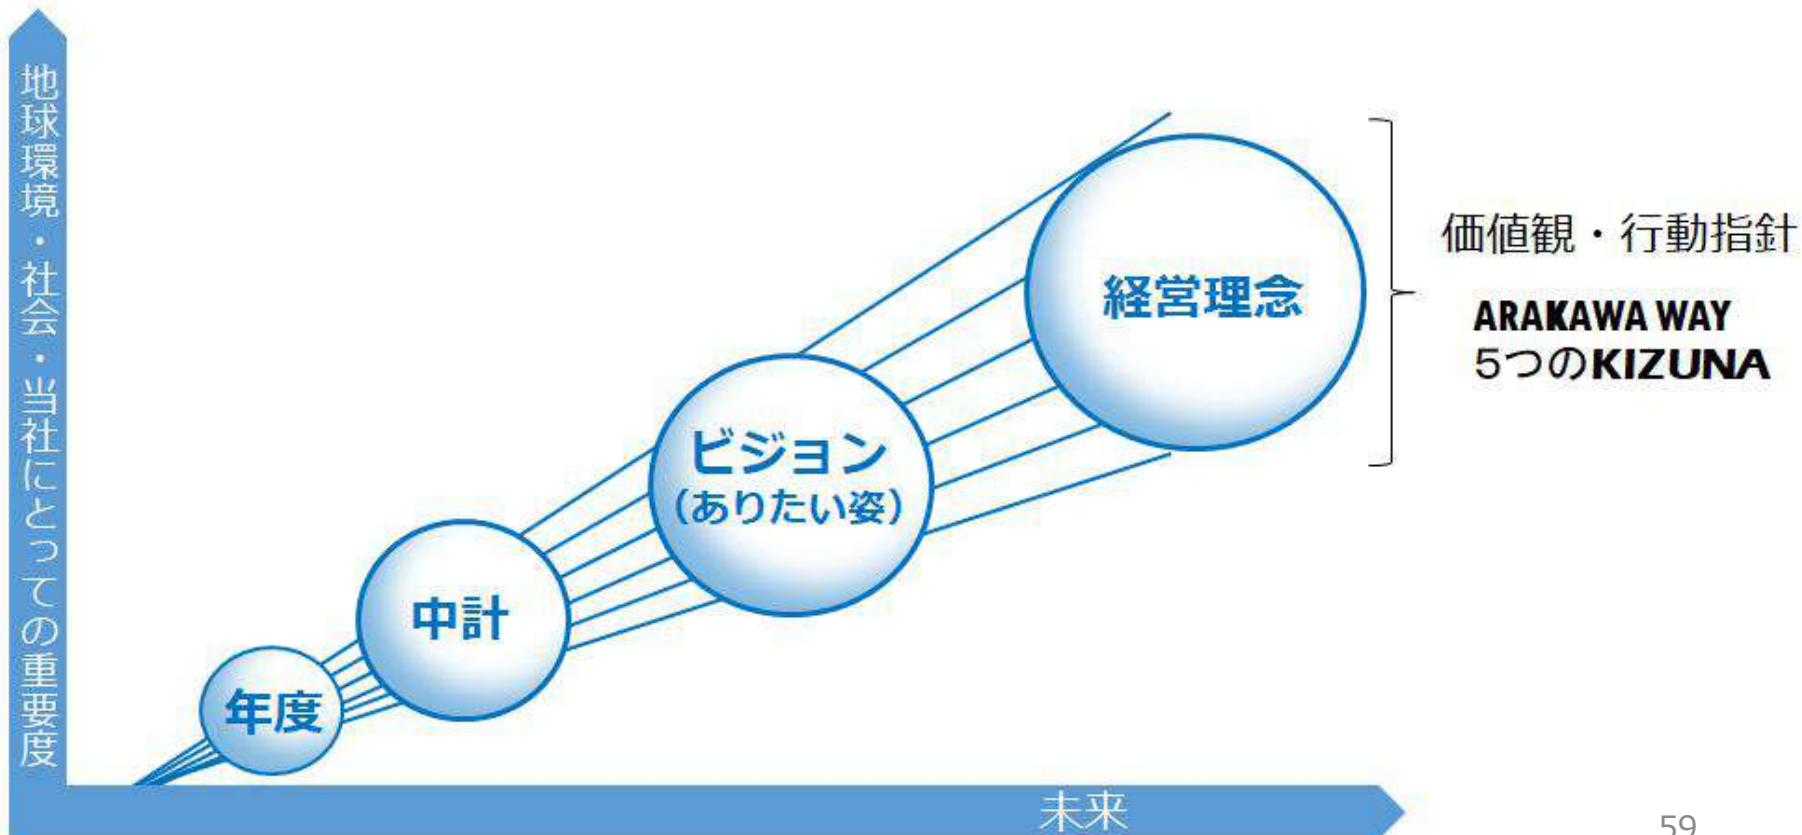 地球環境・社会・当社にとっての重要度
経営理念
価値観・行動指針
ARAKAWA WAY
5つのKIZUNA
ビジョン
（ありたい姿）
中計
年度
未来
59